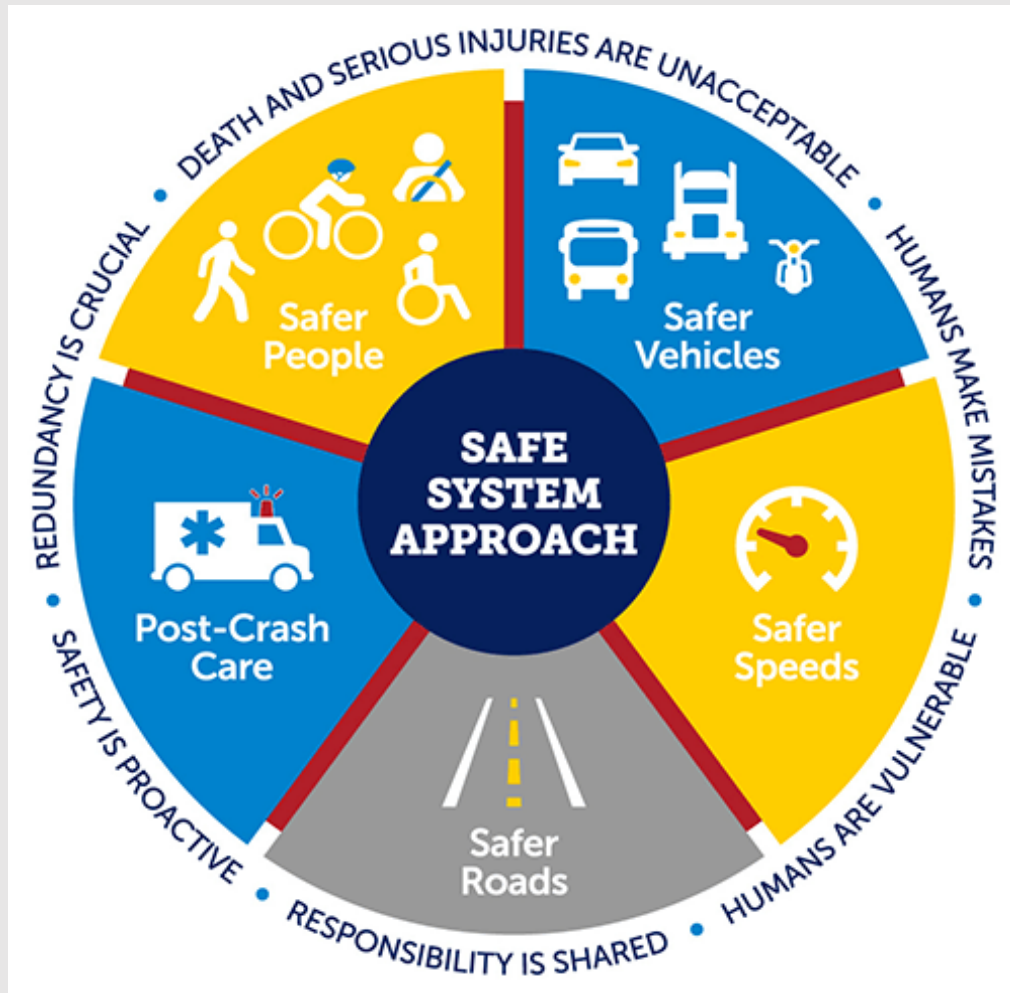 DEATH AND SERIOUS INJURIES ARE UNACCEPTABLE
HUMANS MAKE MISTAKES
HUMANS ARE VULNERABLE
RESPONSIBILITY IS SHARED
SAFETY IS PROACTIVE
REDUNDANCY IS CRUCIAL
Safer
People
Safer
Vehicles
SAFE
SYSTEM
APPROACH
Post-Crash
Care
Safer
Speeds
Safer
Roads